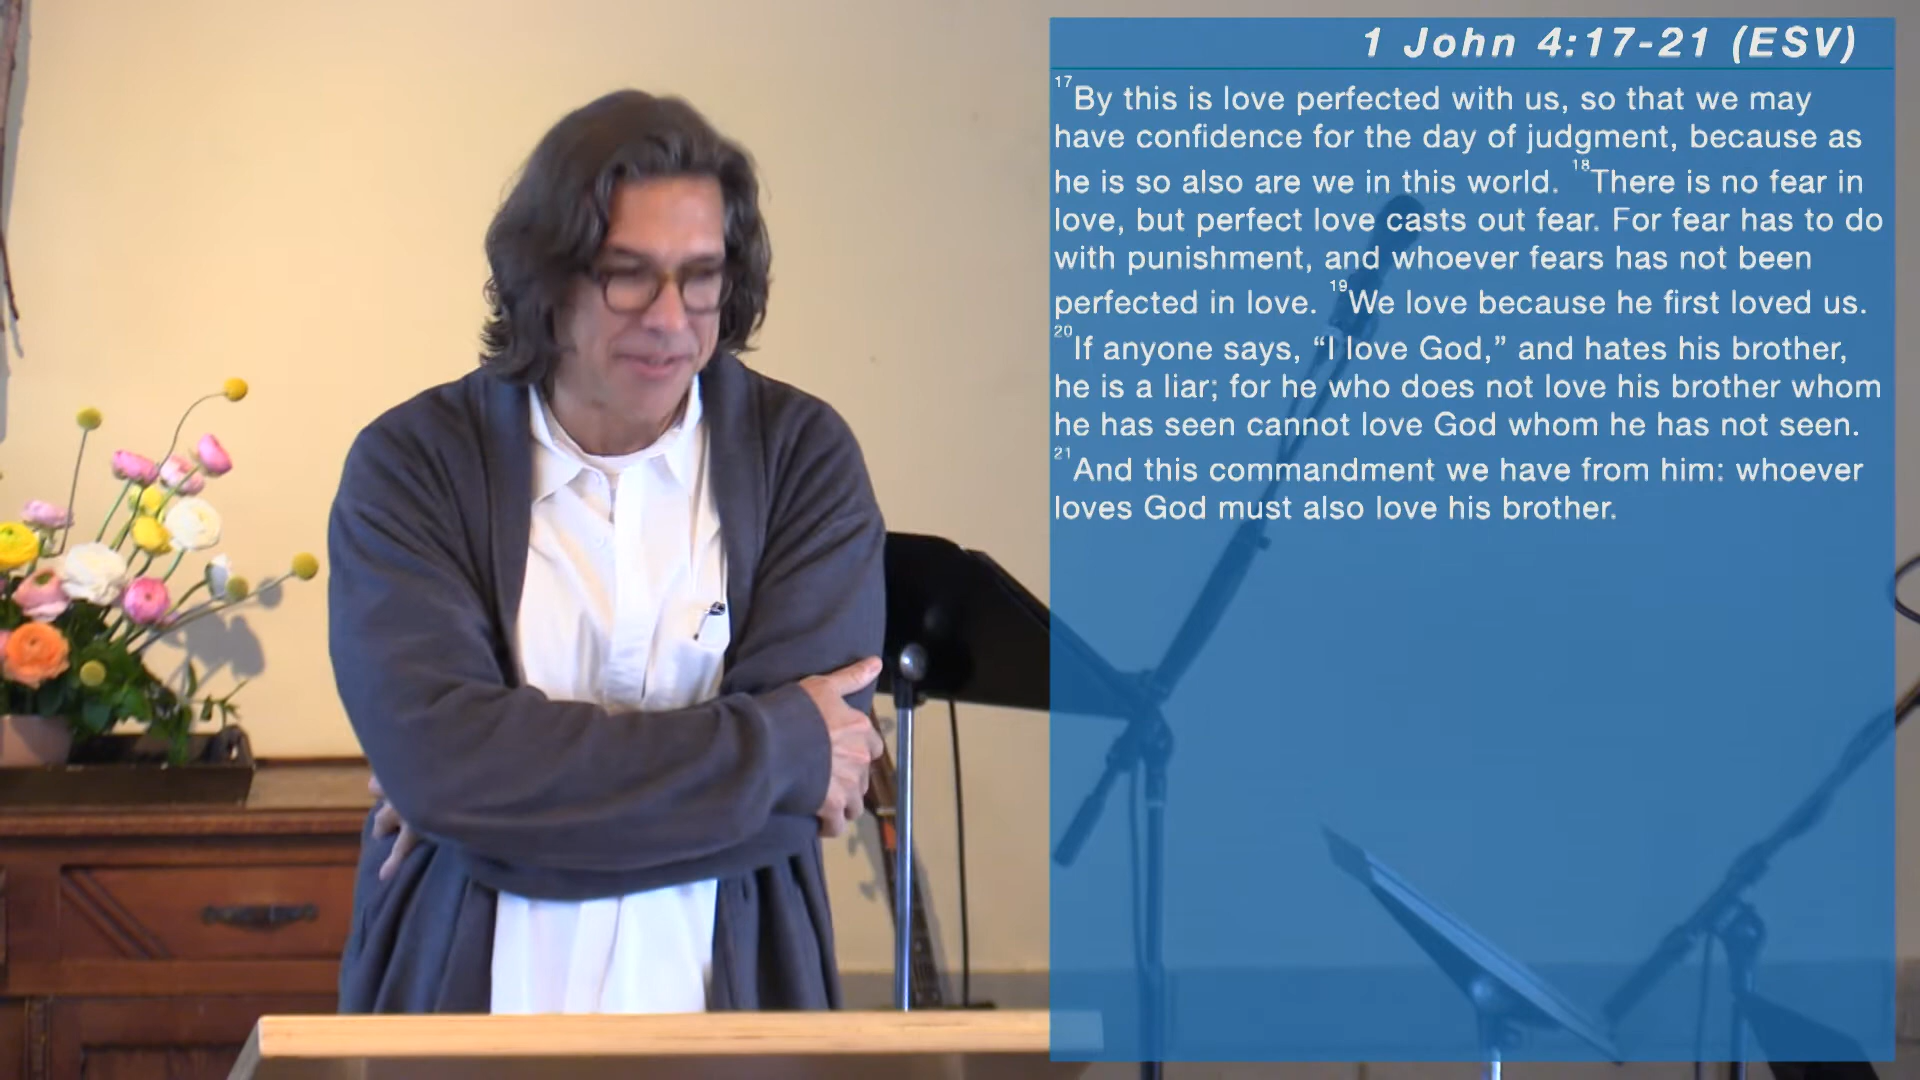 1 John 4:17-21 (ESV)
17By this is love perfected with us, so that we may
have confidence for the day of judgment, because as
he is so also are we in this world. 18There is no fear in
love, but perfect love casts out fear. For fear has to do
with punishment, and whoever fears has not been
perfected in love. 19We love because he first loved us.
20If anyone says, “I love God,” and hates his brother,
he is a liar; for he who does not love his brother whom
he has seen cannot love God whom he has not seen.
21And this commandment we have from him: whoever
loves God must also love his brother.